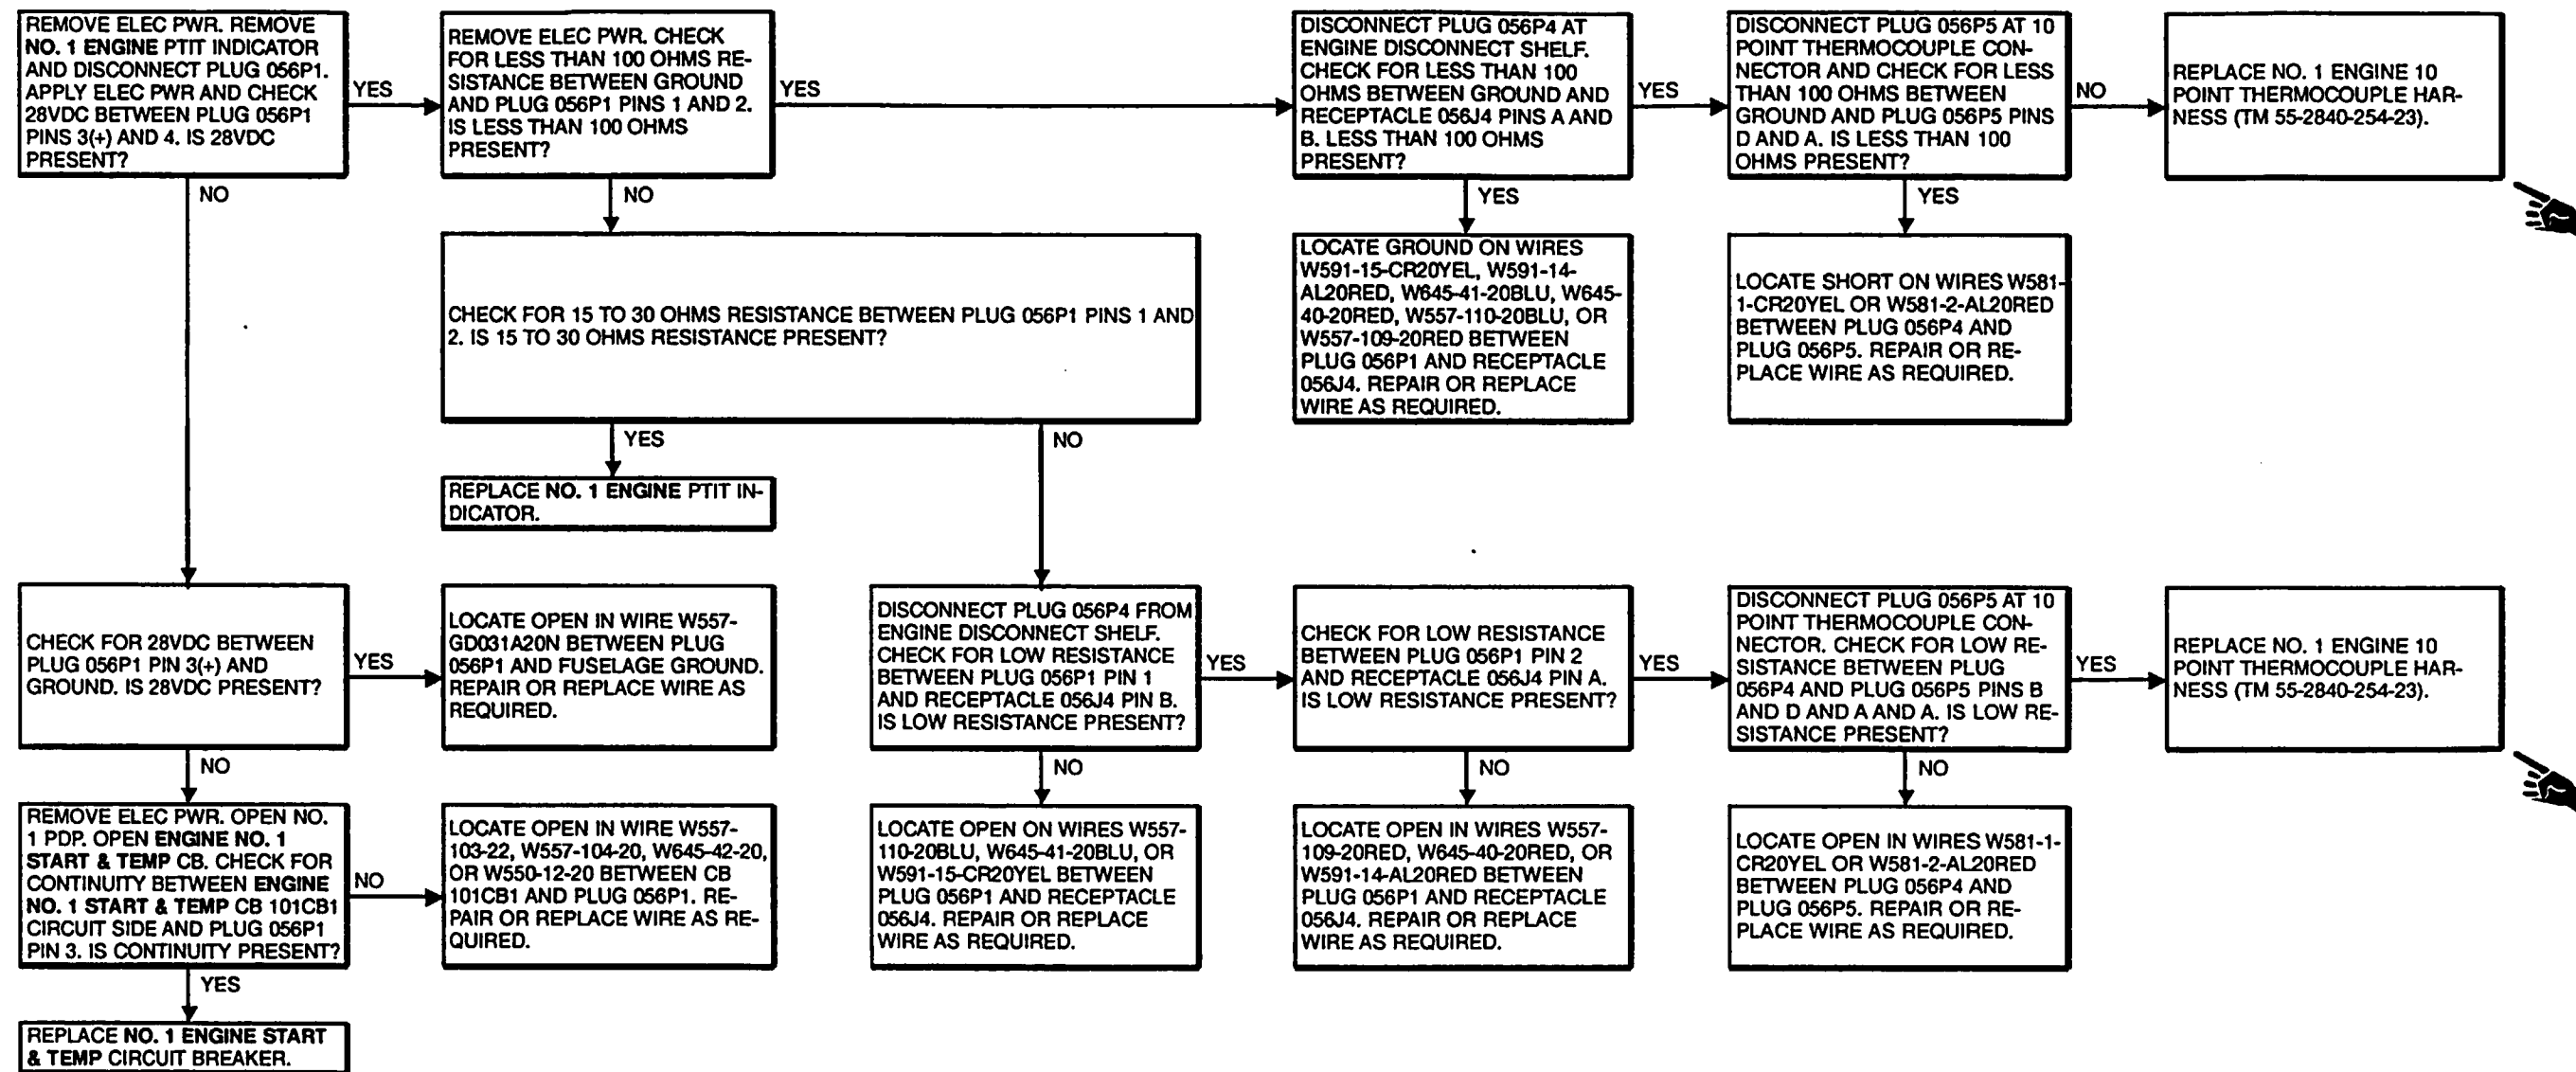 REMOVE ELEC PWR. REMOVE
NO. 1 ENGINE PTIT INDICATOR
AND DISCONNECT PLUG 056P1.
APPLY ELEC PWR AND CHECK
28VDC BETWEEN PLUG 056P1
PINS 3(+) AND 4. IS 28VDC
PRESENT?
YES
NO
REMOVE ELEC PWR. CHECK
FOR LESS THAN 100 OHMS RE-
SISTANCE BETWEEN GROUND
AND PLUG 056P1 PINS 1 AND 2.
IS LESS THAN 100 OHMS
PRESENT?
YES
NO
DISCONNECT PLUG 056P4 AT
ENGINE DISCONNECT SHELF.
CHECK FOR LESS THAN 100
OHMS BETWEEN GROUND AND
RECEPTACLE 056J4 PINS A AND
B. LESS THAN 100 OHMS
PRESENT?
YES
YES
DISCONNECT PLUG 056P5 AT 10
POINT THERMOCOUPLE CON-
NECTOR AND CHECK FOR LESS
THAN 100 OHMS BETWEEN
GROUND AND PLUG 056P5 PINS
D AND A. IS LESS THAN 100
OHMS PRESENT?
NO
YES
REPLACE NO. 1 ENGINE 10
POINT THERMOCOUPLE HAR-
NESS (TM 55-2840-254-23).
CHECK FOR 15 TO 30 OHMS RESISTANCE BETWEEN PLUG 056P1 PINS 1 AND
2. IS 15 TO 30 OHMS RESISTANCE PRESENT?
YES
NO
LOCATE GROUND ON WIRES
W591-15-CR20YEL, W591-14-
AL20RED, W645-41-20BLU, W645-
40-20RED, W557-110-20BLU, OR
W557-109-20RED BETWEEN
PLUG 056P1 AND RECEPTACLE
056J4. REPAIR OR REPLACE
WIRE AS REQUIRED.
LOCATE SHORT ON WIRES W581-
1-CR20YEL OR W581-2-AL20RED
BETWEEN PLUG 056P4 AND
PLUG 056P5. REPAIR OR RE-
PLACE WIRE AS REQUIRED.
REPLACE NO. 1 ENGINE PTIT IN-
DICATOR.
CHECK FOR 28VDC BETWEEN
PLUG 056P1 PIN 3(+) AND
GROUND. IS 28VDC PRESENT?
YES
NO
LOCATE OPEN IN WIRE W557-
GD031A20N BETWEEN PLUG
056P1 AND FUSELAGE GROUND.
REPAIR OR REPLACE WIRE AS
REQUIRED.
DISCONNECT PLUG 056P4 FROM
ENGINE DISCONNECT SHELF.
CHECK FOR LOW RESISTANCE
BETWEEN PLUG 056P1 PIN 1
AND RECEPTACLE 056J4 PIN B.
IS LOW RESISTANCE PRESENT?
YES
NO
CHECK FOR LOW RESISTANCE
BETWEEN PLUG 056P1 PIN 2
AND RECEPTACLE 056J4 PIN A.
IS LOW RESISTANCE PRESENT?
YES
NO
DISCONNECT PLUG 056P5 AT 10
POINT THERMOCOUPLE CON-
NECTOR. CHECK FOR LOW RE-
SISTANCE BETWEEN PLUG
056P4 AND PLUG 056P5 PINS B
AND D AND A AND A. IS LOW RE-
SISTANCE PRESENT?
YES
NO
REPLACE NO. 1 ENGINE 10
POINT THERMOCOUPLE HAR-
NESS (TM 55-2840-254-23).
REMOVE ELEC PWR. OPEN NO.
1 PDP. OPEN ENGINE NO. 1
START & TEMP CB. CHECK FOR
CONTINUITY BETWEEN ENGINE
NO. 1 START & TEMP CB 101CB1
CIRCUIT SIDE AND PLUG 056P1
PIN 3. IS CONTINUITY PRESENT?
NO
YES
LOCATE OPEN IN WIRE W557-
103-22, W557-104-20, W645-42-20,
OR W550-12-20 BETWEEN CB
101CB1 AND PLUG 056P1. RE-
PAIR OR REPLACE WIRE AS RE-
QUIRED.
LOCATE OPEN ON WIRES W557-
110-20BLU, W645-41-20BLU, OR
W591-15-CR20YEL BETWEEN
PLUG 056P1 AND RECEPTACLE
056J4. REPAIR OR REPLACE
WIRE AS REQUIRED.
LOCATE OPEN IN WIRES W557-
109-20RED, W645-40-20RED, OR
W591-14-AL20RED BETWEEN
PLUG 056P1 AND RECEPTACLE
056J4. REPAIR OR REPLACE
WIRE AS REQUIRED.
LOCATE OPEN IN WIRES W581-1-
CR20YEL OR W581-2-AL20RED
BETWEEN PLUG 056P4 AND
PLUG 056P5. REPAIR OR RE-
PLACE WIRE AS REQUIRED.
REPLACE NO. 1 ENGINE START
& TEMP CIRCUIT BREAKER.